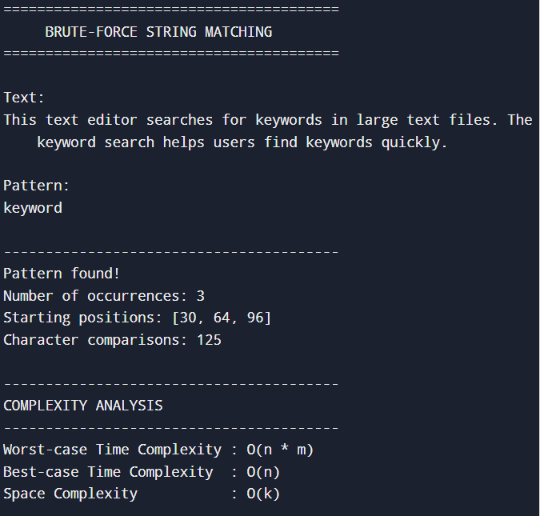 ========================================
BRUTE-FORCE STRING MATCHING
========================================
Text:
This text editor searches for keywords in large text files. The
keyword search helps users find keywords quickly.
Pattern:
keyword
----------------------------------------
Pattern found!
Number of occurrences: 3
Starting positions: [30, 64, 96]
Character comparisons: 125
----------------------------------------
COMPLEXITY ANALYSIS
----------------------------------------
Worst-case Time Complexity : O(n * m)
Best-case Time Complexity  : O(n)
Space Complexity           : O(k)